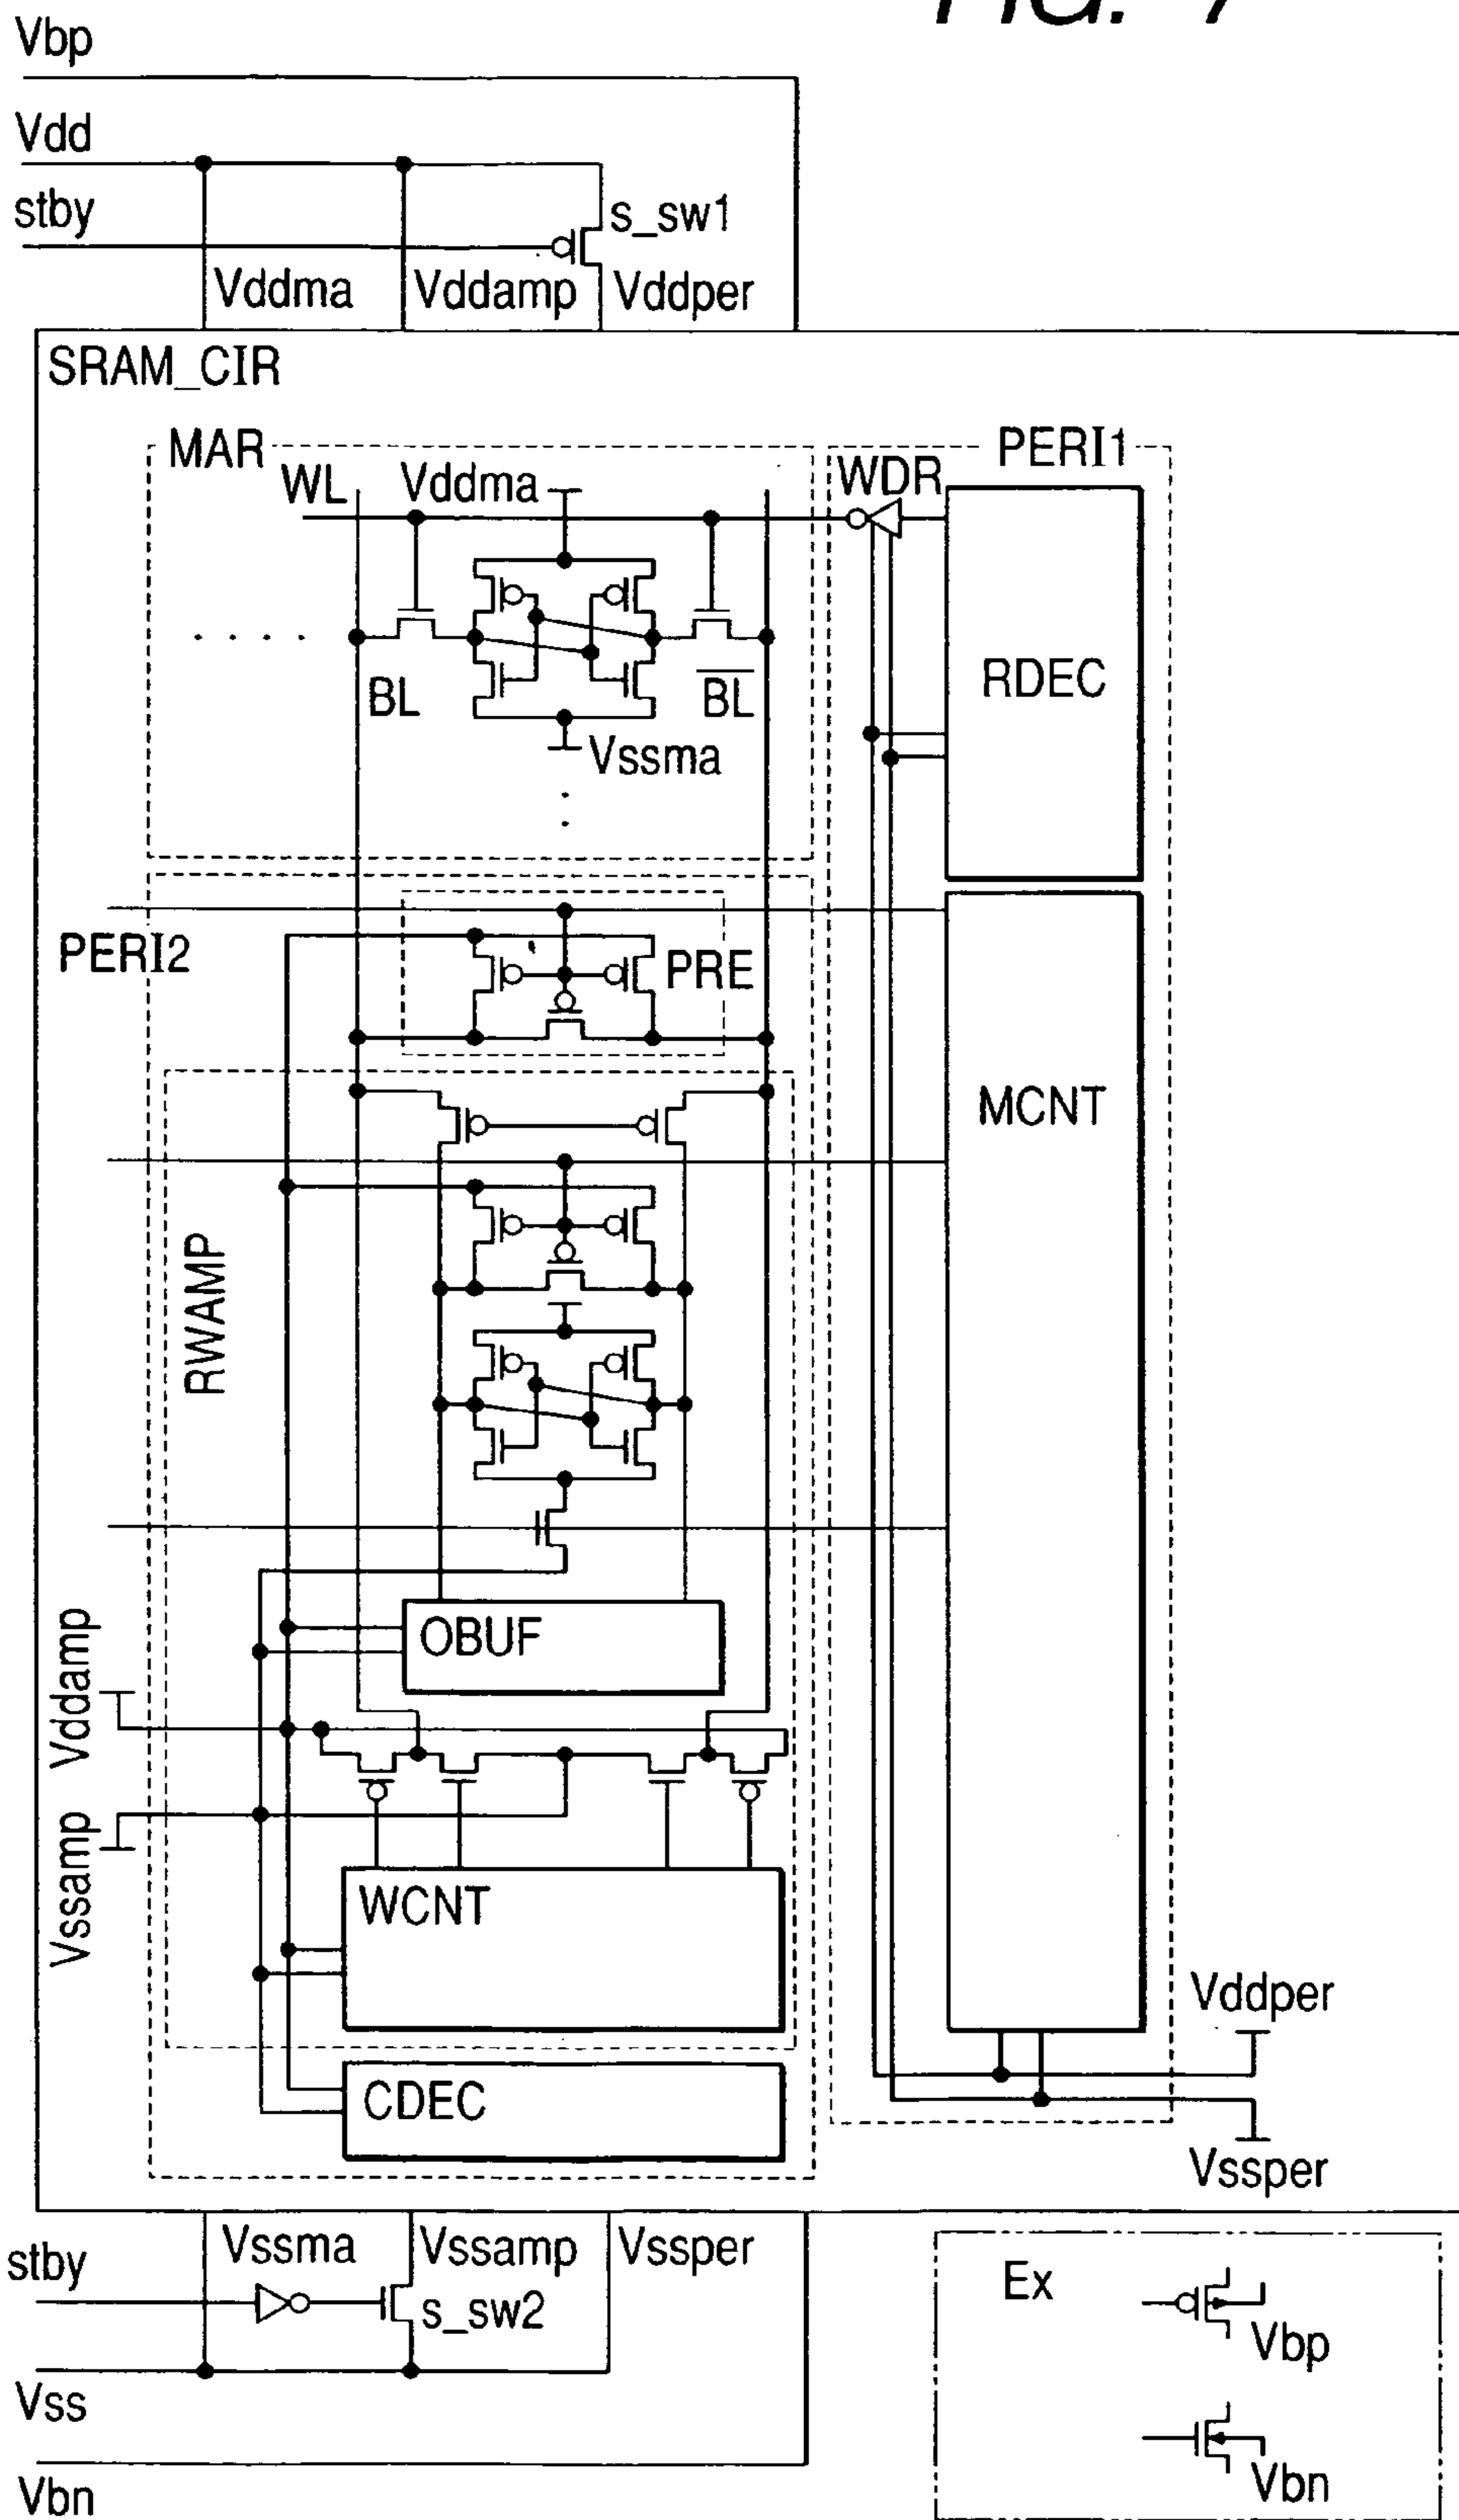 FIG. 7
Vbp
Vdd
stby
s_sw1
Vddma
Vddamp
Vddper
SRAM_CIR
MAR
PERI1
WL
Vddma
WDR
RDEC
BL
BL
Vssma
PERI2
PRE
MCNT
RWAMP
OBUF
Vddamp
Vssamp
WCNT
Vddper
CDEC
Vssper
Vssma
Vssamp
Vssper
stby
s_sw2
Vss
Vbn
Ex
Vbp
Vbn